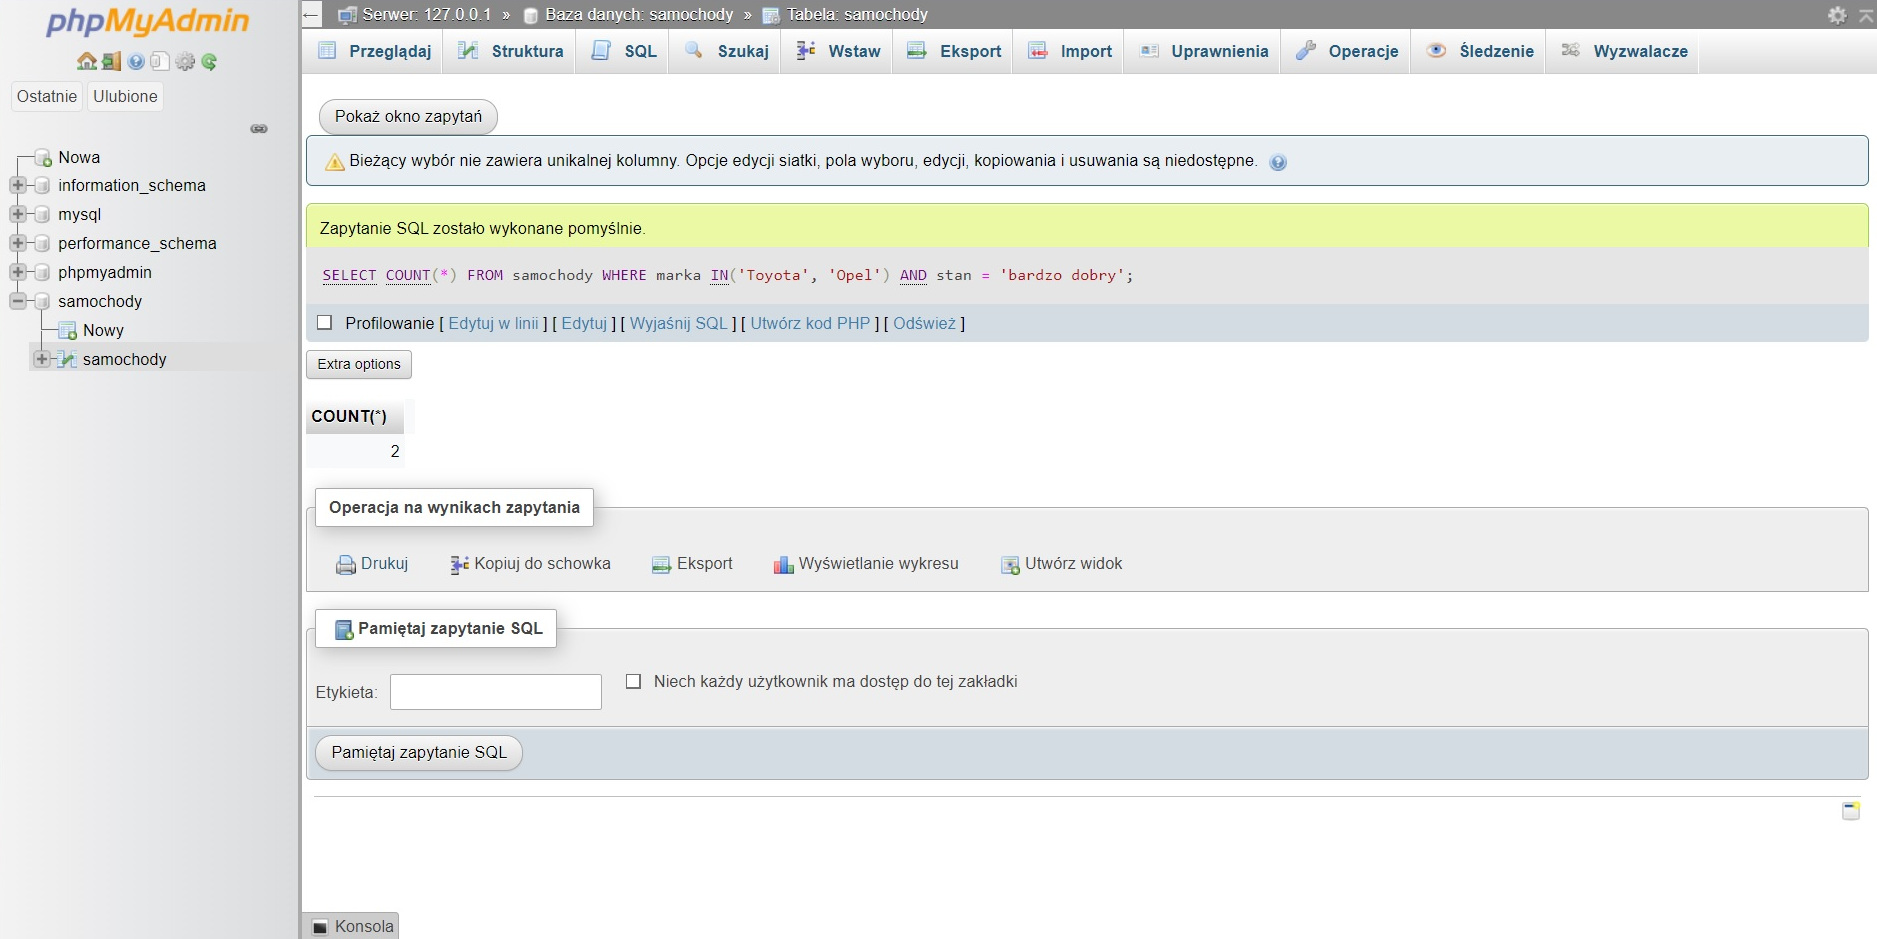 phpMyAdmin
Ostatnie Ulubione
Nowa
information_schema
mysql
performance_schema
phpmyadmin
samochody
Nowy
samochody
Serwer: 127.0.0.1 » Baza danych: samochody » Tabela: samochody
Przeglądaj Struktura SQL Szukaj Wstaw Eksport Import Uprawnienia Operacje Śledzenie Wyzwalacze
Pokaż okno zapytań
Bieżący wybór nie zawiera unikalnej kolumny. Opcje edycji siatki, pola wyboru, edycji, kopiowania i usuwania są niedostępne.
Zapytanie SQL zostało wykonane pomyślnie.
SELECT COUNT(*) FROM samochody WHERE marka IN('Toyota', 'Opel') AND stan = 'bardzo dobry';
Profilowanie [ Edytuj w linii ] [ Edytuj ] [ Wyjaśnij SQL ] [ Utwórz kod PHP ] [ Odśwież ]
Extra options
COUNT(*)
2
Operacja na wynikach zapytania
Drukuj Kopiuj do schowka Eksport Wyświetlanie wykresu Utwórz widok
Pamiętaj zapytanie SQL
Etykieta: Niech każdy użytkownik ma dostęp do tej zakładki
Pamiętaj zapytanie SQL
Konsola